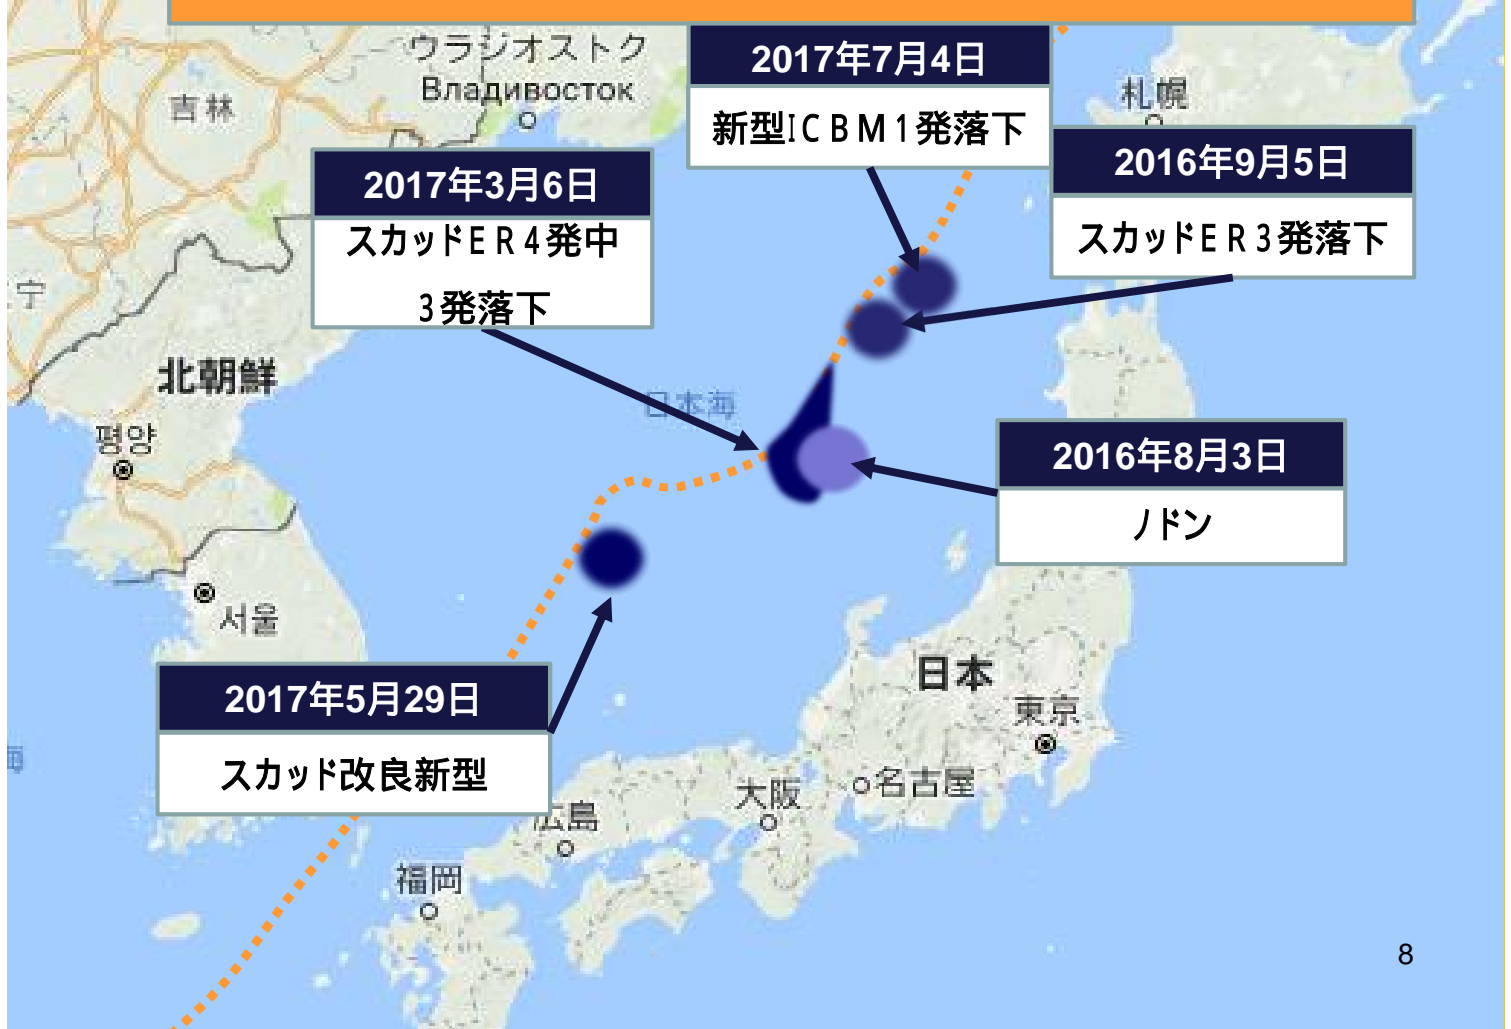 ウラジオストク
Владивосток
吉林
2017年7月4日
新型ICBM1発落下
札幌
2016年9月5日
スカッドER3発落下
2017年3月6日
スカッドER4発中
3発落下
宁
北朝鮮
日本海
평양
2016年8月3日
ノドン
서울
2017年5月29日
スカッド改良新型
日本
東京
名古屋
大阪
広島
福岡
8